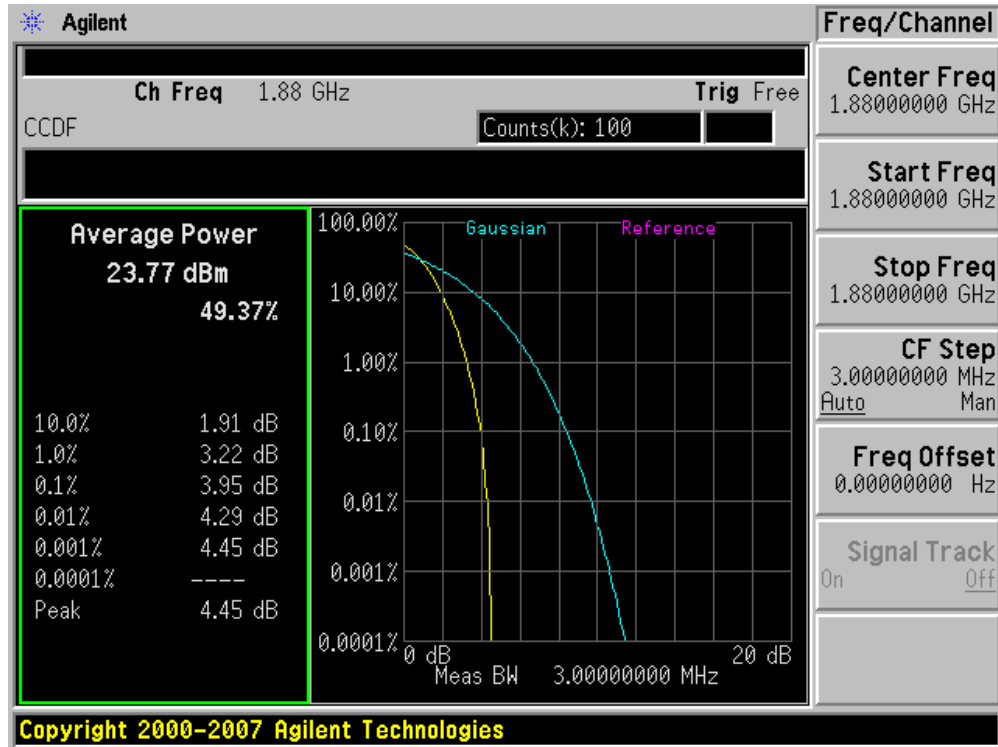 Agilent
Ch Freq 1.88 GHz
Trig Free
CCDF
Counts(k): 100
Average Power
23.77 dBm
49.37%
10.0% 1.91 dB
1.0% 3.22 dB
0.1% 3.95 dB
0.01% 4.29 dB
0.001% 4.45 dB
0.0001% ----
Peak 4.45 dB
Gaussian
Reference
100.00%
10.00%
1.00%
0.10%
0.01%
0.001%
0.0001%
0 dB
20 dB
Meas BW 3.00000000 MHz
Freq/Channel
Center Freq
1.88000000 GHz
Start Freq
1.88000000 GHz
Stop Freq
1.88000000 GHz
CF Step
3.00000000 MHz
Auto Man
Freq Offset
0.00000000 Hz
Signal Track
On Off
Copyright 2000-2007 Agilent Technologies